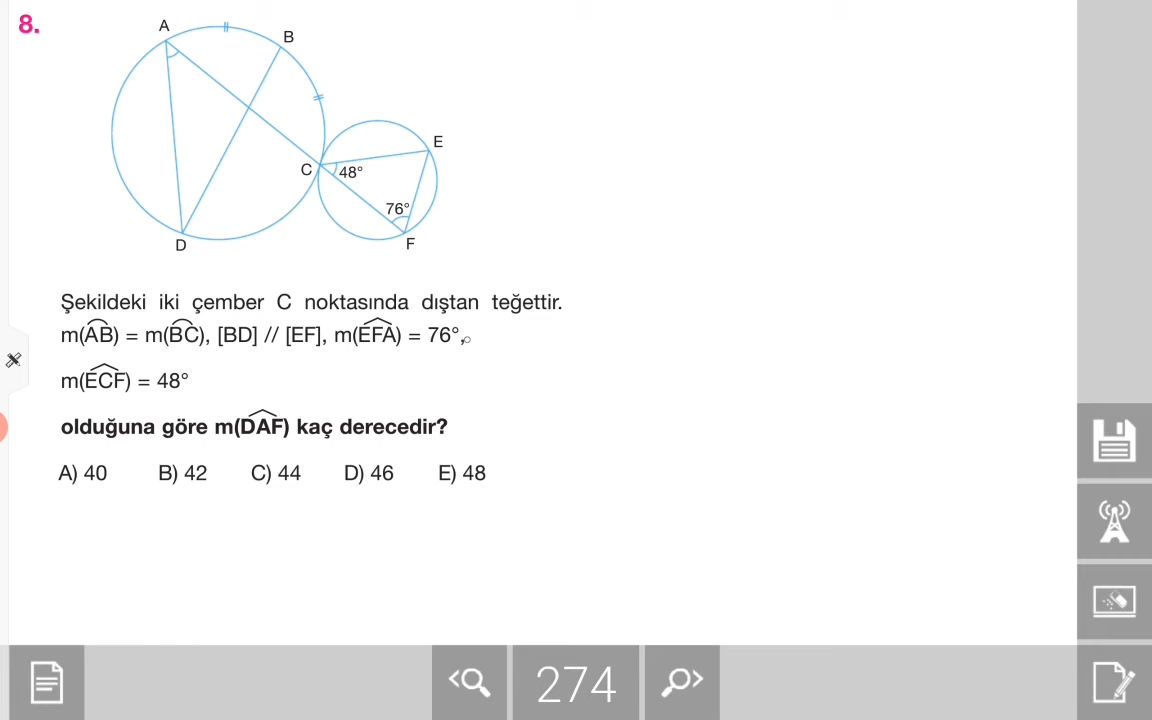 8.
A
B
E
C
48°
76°
D
F
Şekildeki iki çember C noktasında dıştan teğettir.
m(AB) = m(BC), [BD] // [EF], m(EFA) = 76°,
m(ECF) = 48°
olduğuna göre m(DAF) kaç derecedir?
A) 40 B) 42 C) 44 D) 46 E) 48
274